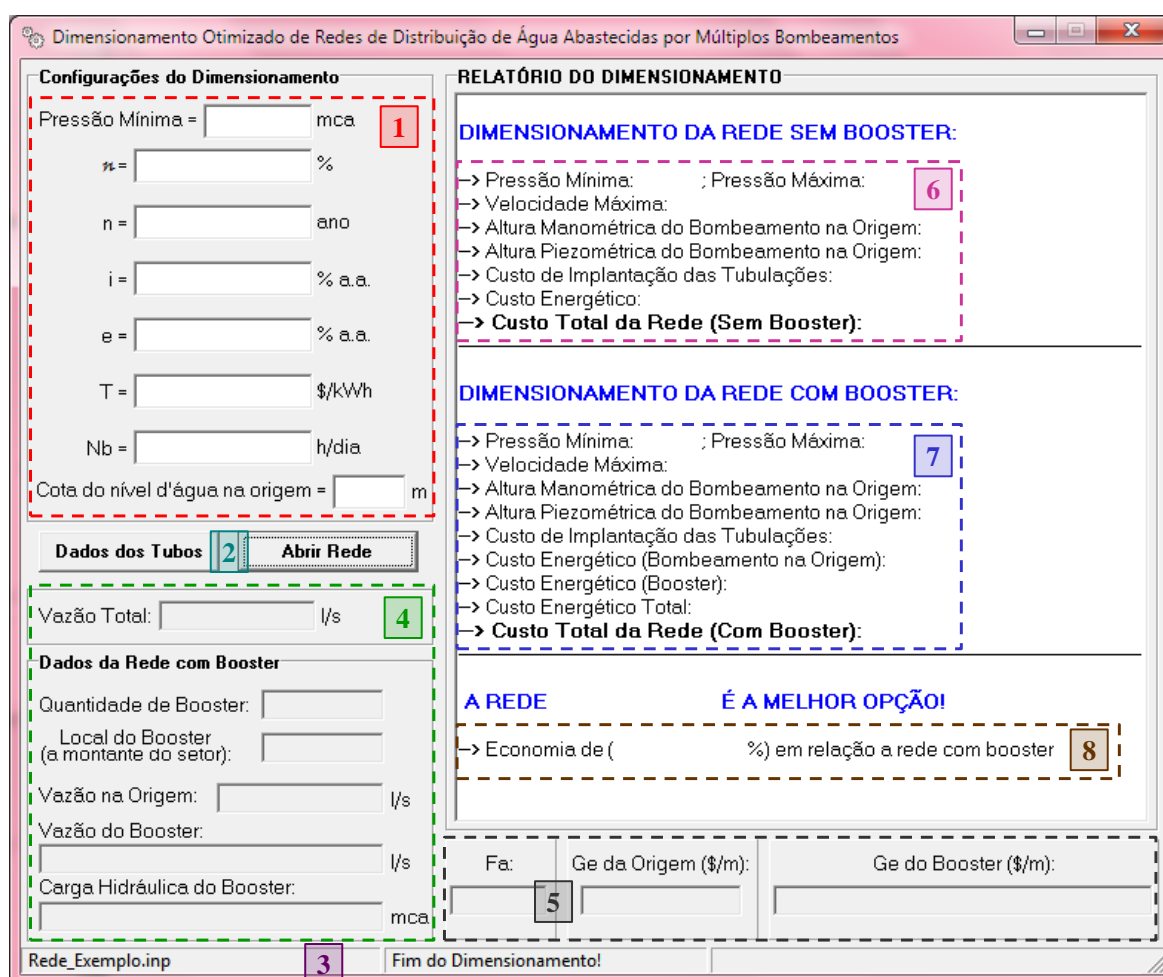 Dimensionamento Otimizado de Redes de Distribuição de Água Abastecidas por Múltiplos Bombeamentos
Configurações do Dimensionamento
Pressão Mínima = mca
1
n = %
n = ano
i = % a.a.
e = % a.a.
T = $/kWh
Nb = h/dia
Cota do nível d'água na origem = m
Dados dos Tubos
2
Abrir Rede
Vazão Total: l/s
4
Dados da Rede com Booster
Quantidade de Booster:
Local do Booster
(a montante do setor):
Vazão na Origem: l/s
Vazão do Booster:
l/s
Carga Hidráulica do Booster:
mca
RELATÓRIO DO DIMENSIONAMENTO
DIMENSIONAMENTO DA REDE SEM BOOSTER:
6
--> Pressão Mínima: ; Pressão Máxima:
--> Velocidade Máxima:
--> Altura Manométrica do Bombeamento na Origem:
--> Altura Piezométrica do Bombeamento na Origem:
--> Custo de Implantação das Tubulações:
--> Custo Energético:
--> Custo Total da Rede (Sem Booster):
DIMENSIONAMENTO DA REDE COM BOOSTER:
7
--> Pressão Mínima: ; Pressão Máxima:
--> Velocidade Máxima:
--> Altura Manométrica do Bombeamento na Origem:
--> Altura Piezométrica do Bombeamento na Origem:
--> Custo de Implantação das Tubulações:
--> Custo Energético (Bombeamento na Origem):
--> Custo Energético (Booster):
--> Custo Energético Total:
--> Custo Total da Rede (Com Booster):
A REDE É A MELHOR OPÇÃO!
--> Economia de ( %) em relação a rede com booster
8
Fa: Ge da Origem ($/m): Ge do Booster ($/m):
5
Rede_Exemplo.inp
3
Fim do Dimensionamento!